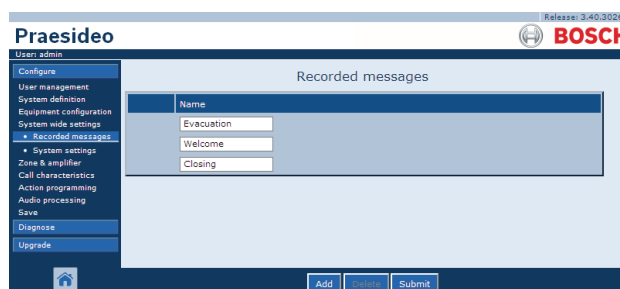 Release: 3.40.3026
Praesideo
BOSCH
User: admin
Configure
User management
System definition
Equipment configuration
System wide settings
• Recorded messages
• System settings
Zone & amplifier
Call characteristics
Action programming
Audio processing
Save
Diagnose
Upgrade
Recorded messages
Name
Evacuation
Welcome
Closing
Add Delete Submit